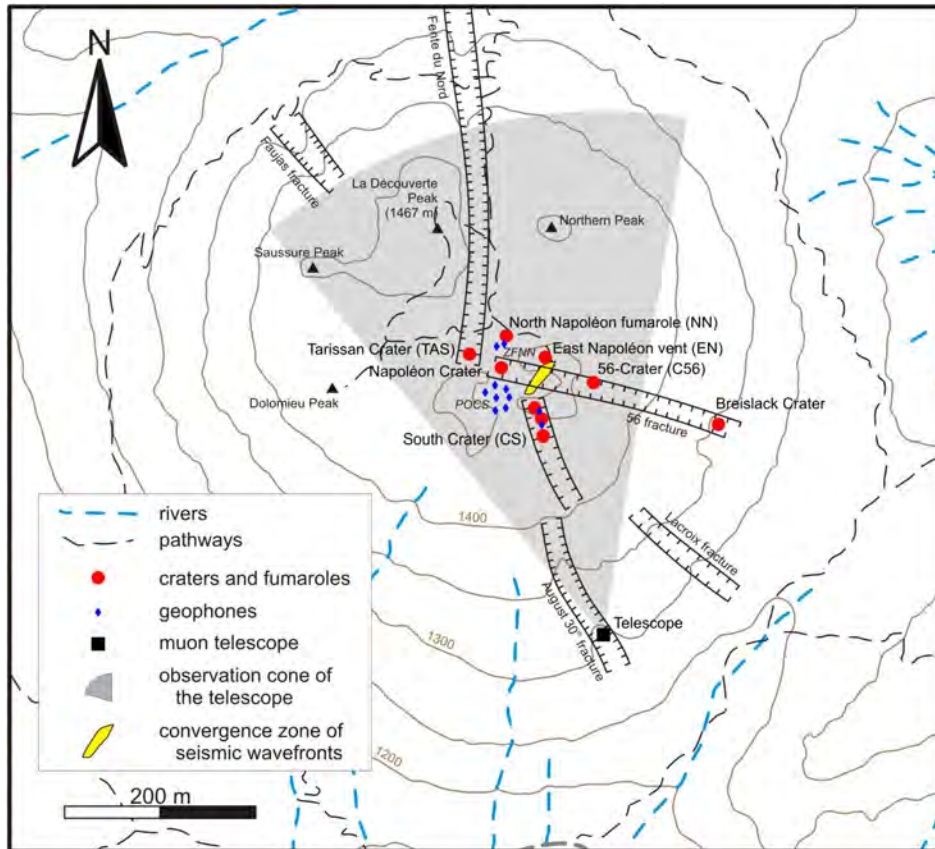 N
Fente du Nord
Faujas fracture
La Découverte
Peak
(1467 m)
Northern Peak
Saussure Peak
North Napoléon fumarole (NN)
Tarissan Crater (TAS)
ZFNN
East Napoléon vent (EN)
Napoléon Crater
56-Crater (C56)
Dolomieu Peak
POCS
Breislack Crater
56 fracture
South Crater (CS)
1400
Lacroix fracture
August 30th fracture
Telescope
1300
1200
rivers
pathways
craters and fumaroles
geophones
muon telescope
observation cone of
the telescope
convergence zone of
seismic wavefronts
200 m